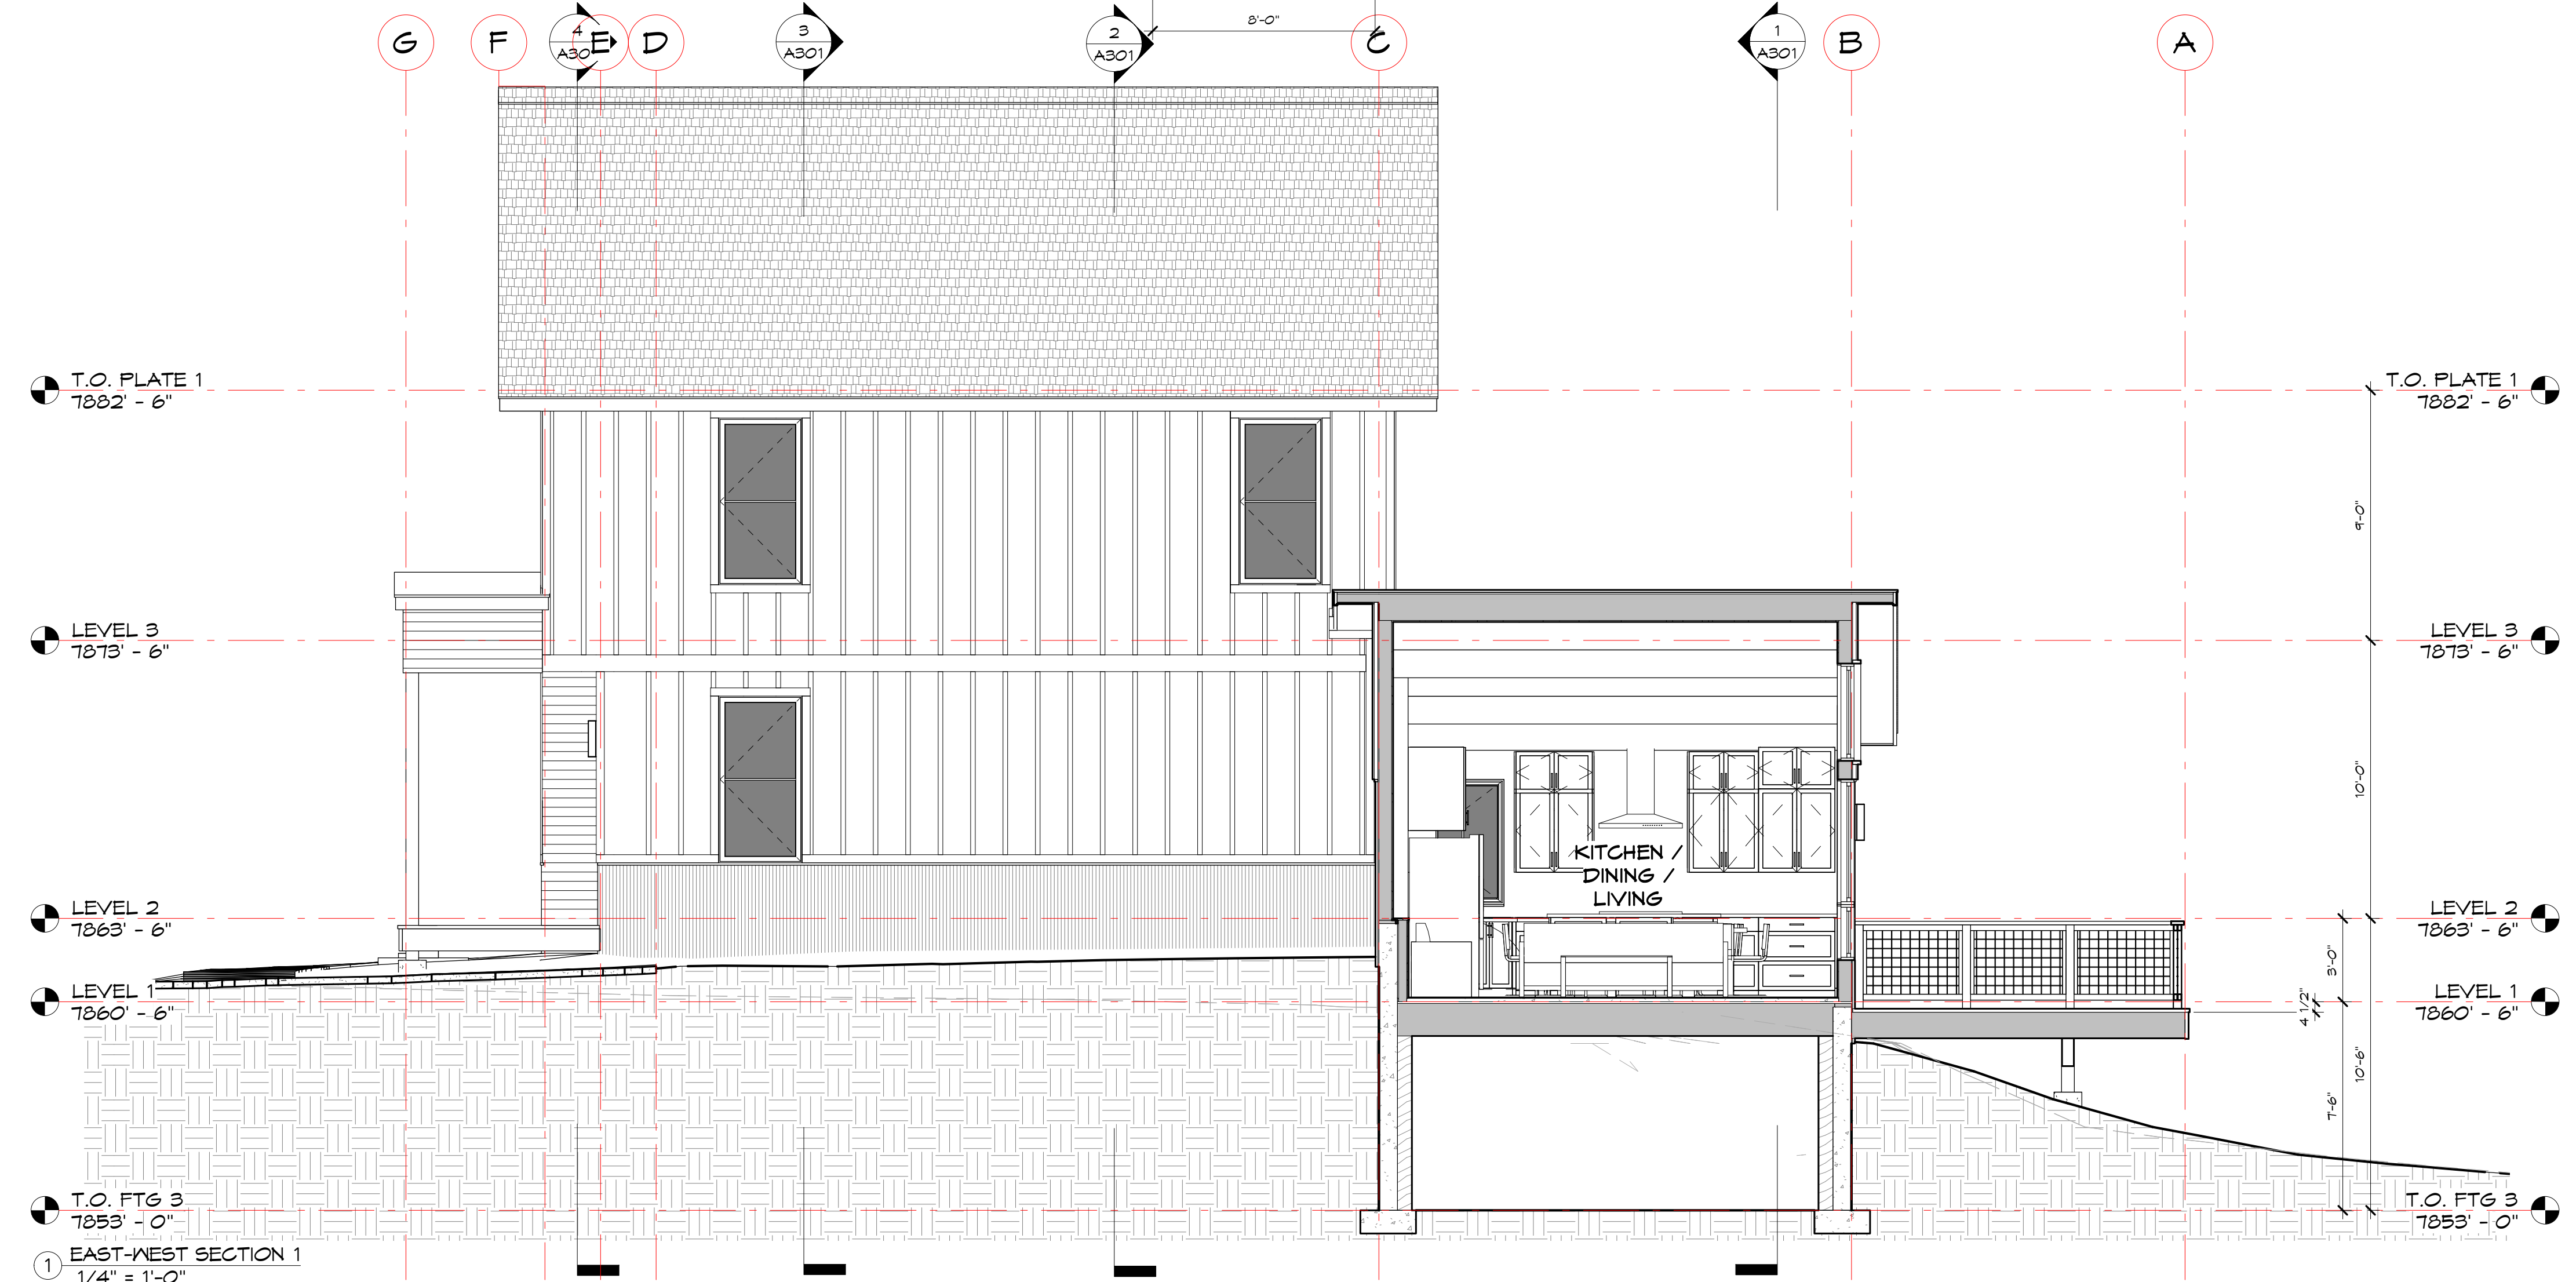 G
F
4
A30
E
D
3
A301
2
A301
8'-0"
C
1
A301
B
A
T.O. PLATE 1
7882' - 6"
T.O. PLATE 1
7882' - 6"
9'-0"
LEVEL 3
7873' - 6"
LEVEL 3
7873' - 6"
10'-0"
KITCHEN /
DINING /
LIVING
LEVEL 2
7863' - 6"
LEVEL 2
7863' - 6"
3'-0"
LEVEL 1
7860' - 6"
LEVEL 1
7860' - 6"
4 1/2"
10'-6"
7'-6"
T.O. FTG 3
7853' - 0"
T.O. FTG 3
7853' - 0"
1
EAST-WEST SECTION 1
1/4" = 1'-0"